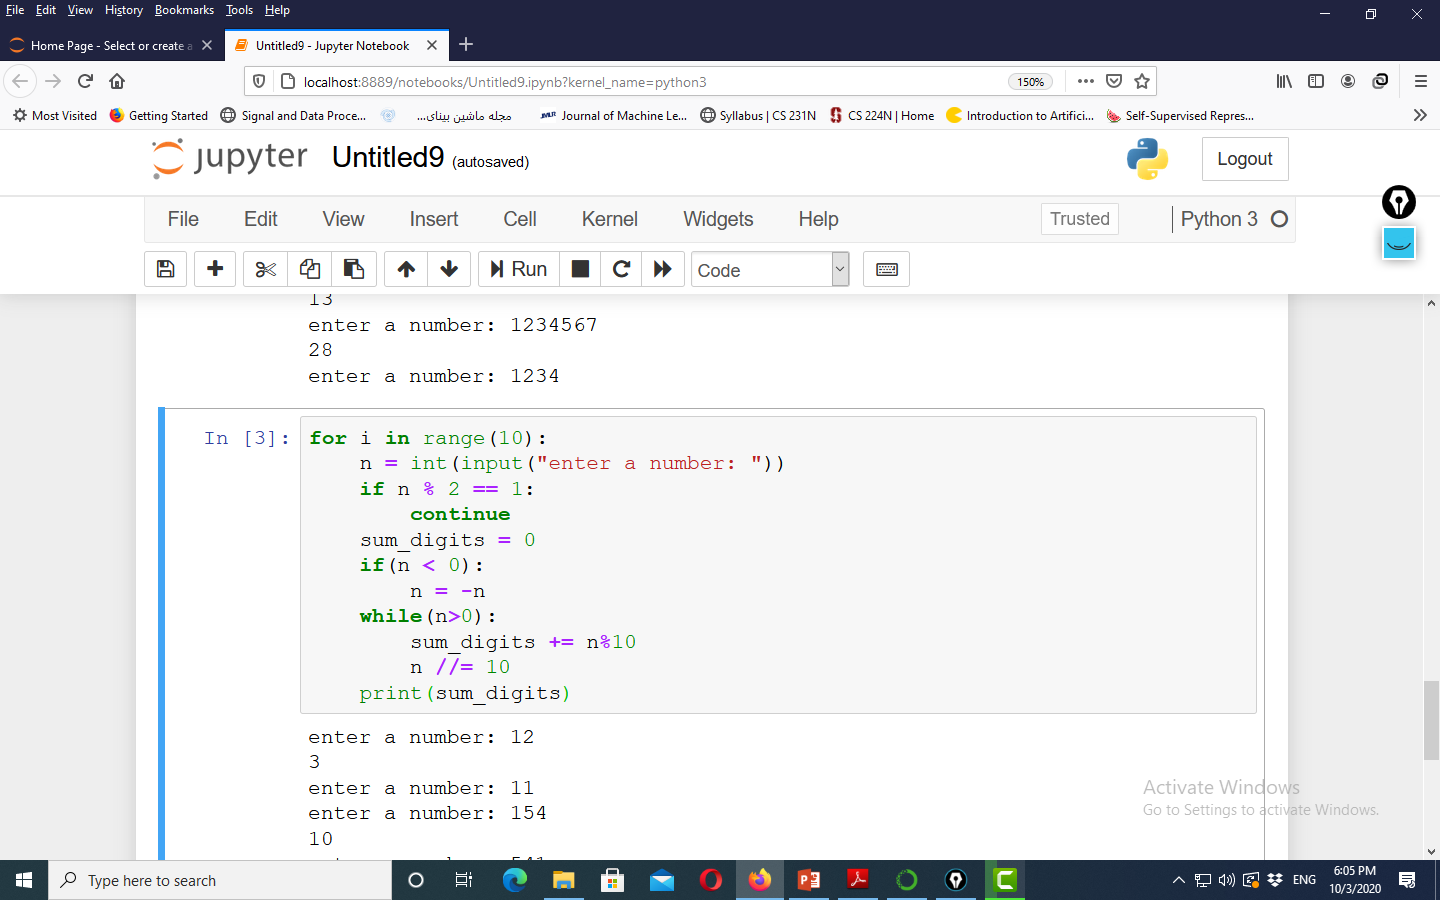 File Edit View History Bookmarks Tools Help
Home Page - Select or create a
Untitled9 - Jupyter Notebook
localhost:8889/notebooks/Untitled9.ipynb?kernel_name=python3
150%
Most Visited
Getting Started
Signal and Data Proce...
مجله ماشین بینای...
JMLR
Journal of Machine Le...
Syllabus | CS 231N
CS 224N | Home
Introduction to Artifici...
Self-Supervised Repres...
jupyter Untitled9 (autosaved)
Logout
File Edit View Insert Cell Kernel Widgets Help
Trusted
Python 3
Run
Code
13
enter a number: 1234567
28
enter a number: 1234
In [3]:
for i in range(10):
    n = int(input("enter a number: "))
    if n % 2 == 1:
        continue
    sum_digits = 0
    if(n < 0):
        n = -n
    while(n>0):
        sum_digits += n%10
        n //= 10
    print(sum_digits)
enter a number: 12
3
enter a number: 11
enter a number: 154
10
Activate Windows
Go to Settings to activate Windows.
Type here to search
ENG
6:05 PM
10/3/2020